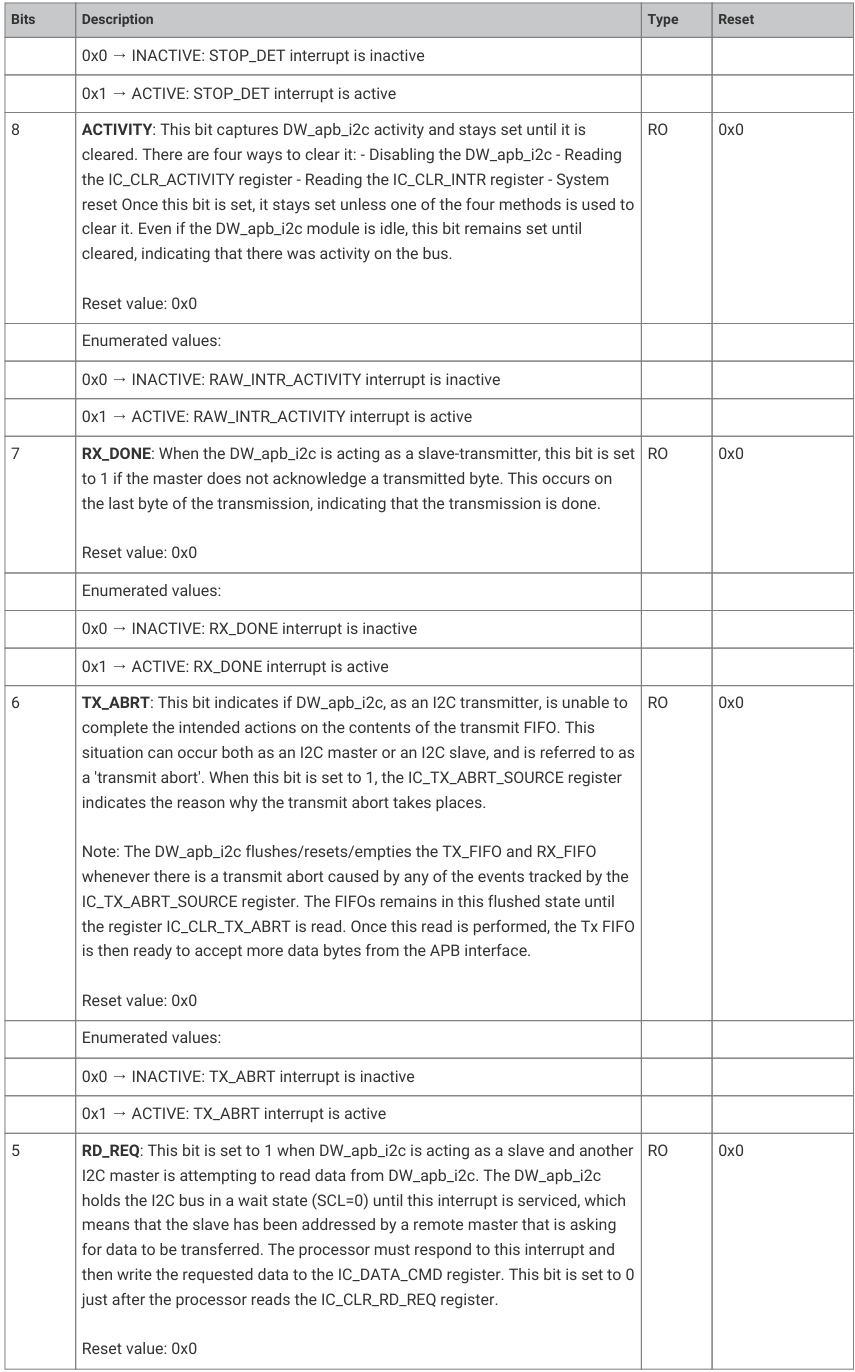 Bits Description Type Reset
0x0 → INACTIVE: STOP_DET interrupt is inactive
0x1 → ACTIVE: STOP_DET interrupt is active
8 ACTIVITY: This bit captures DW_apb_i2c activity and stays set until it is RO 0x0
cleared. There are four ways to clear it: - Disabling the DW_apb_i2c - Reading
the IC_CLR_ACTIVITY register - Reading the IC_CLR_INTR register - System
reset Once this bit is set, it stays set unless one of the four methods is used to
clear it. Even if the DW_apb_i2c module is idle, this bit remains set until
cleared, indicating that there was activity on the bus.
Reset value: 0x0
Enumerated values:
0x0 → INACTIVE: RAW_INTR_ACTIVITY interrupt is inactive
0x1 → ACTIVE: RAW_INTR_ACTIVITY interrupt is active
7 RX_DONE: When the DW_apb_i2c is acting as a slave-transmitter, this bit is set RO 0x0
to 1 if the master does not acknowledge a transmitted byte. This occurs on
the last byte of the transmission, indicating that the transmission is done.
Reset value: 0x0
Enumerated values:
0x0 → INACTIVE: RX_DONE interrupt is inactive
0x1 → ACTIVE: RX_DONE interrupt is active
6 TX_ABRT: This bit indicates if DW_apb_i2c, as an I2C transmitter, is unable to RO 0x0
complete the intended actions on the contents of the transmit FIFO. This
situation can occur both as an I2C master or an I2C slave, and is referred to as
a 'transmit abort'. When this bit is set to 1, the IC_TX_ABRT_SOURCE register
indicates the reason why the transmit abort takes places.
Note: The DW_apb_i2c flushes/resets/empties the TX_FIFO and RX_FIFO
whenever there is a transmit abort caused by any of the events tracked by the
IC_TX_ABRT_SOURCE register. The FIFOs remains in this flushed state until
the register IC_CLR_TX_ABRT is read. Once this read is performed, the Tx FIFO
is then ready to accept more data bytes from the APB interface.
Reset value: 0x0
Enumerated values:
0x0 → INACTIVE: TX_ABRT interrupt is inactive
0x1 → ACTIVE: TX_ABRT interrupt is active
5 RD_REQ: This bit is set to 1 when DW_apb_i2c is acting as a slave and another RO 0x0
I2C master is attempting to read data from DW_apb_i2c. The DW_apb_i2c
holds the I2C bus in a wait state (SCL=0) until this interrupt is serviced, which
means that the slave has been addressed by a remote master that is asking
for data to be transferred. The processor must respond to this interrupt and
then write the requested data to the IC_DATA_CMD register. This bit is set to 0
just after the processor reads the IC_CLR_RD_REQ register.
Reset value: 0x0